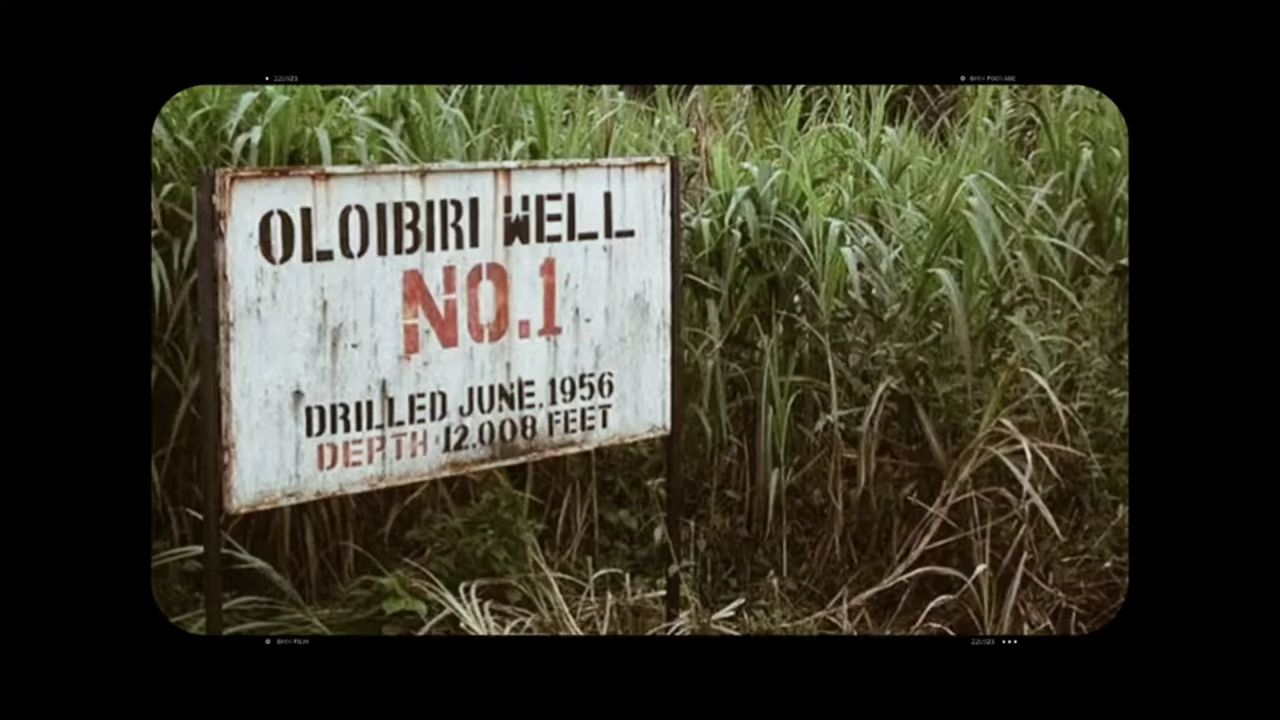 OLOIBIRI WELL
NO.1
DRILLED JUNE, 1956
DEPTH 12,008 FEET